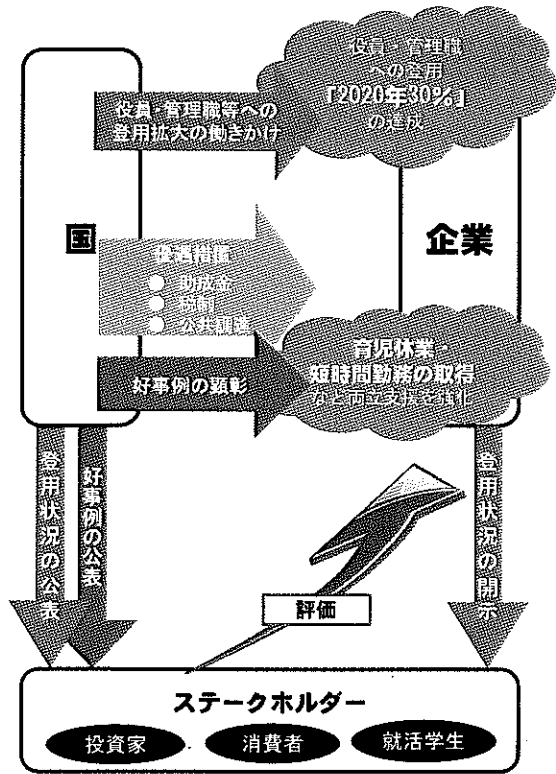 役員・管理職
への登用
「2020年30%」
の達成
役員・管理職等への
登用拡大の働きかけ
国
企業
優遇措置
● 助成金
● 税制
● 公共調達
育児休業・
短時間勤務の取得
など両立支援を強化
好事例の顕彰
登用状況の公表
好事例の公表
登用状況の開示
評価
ステークホルダー
投資家
消費者
就活学生